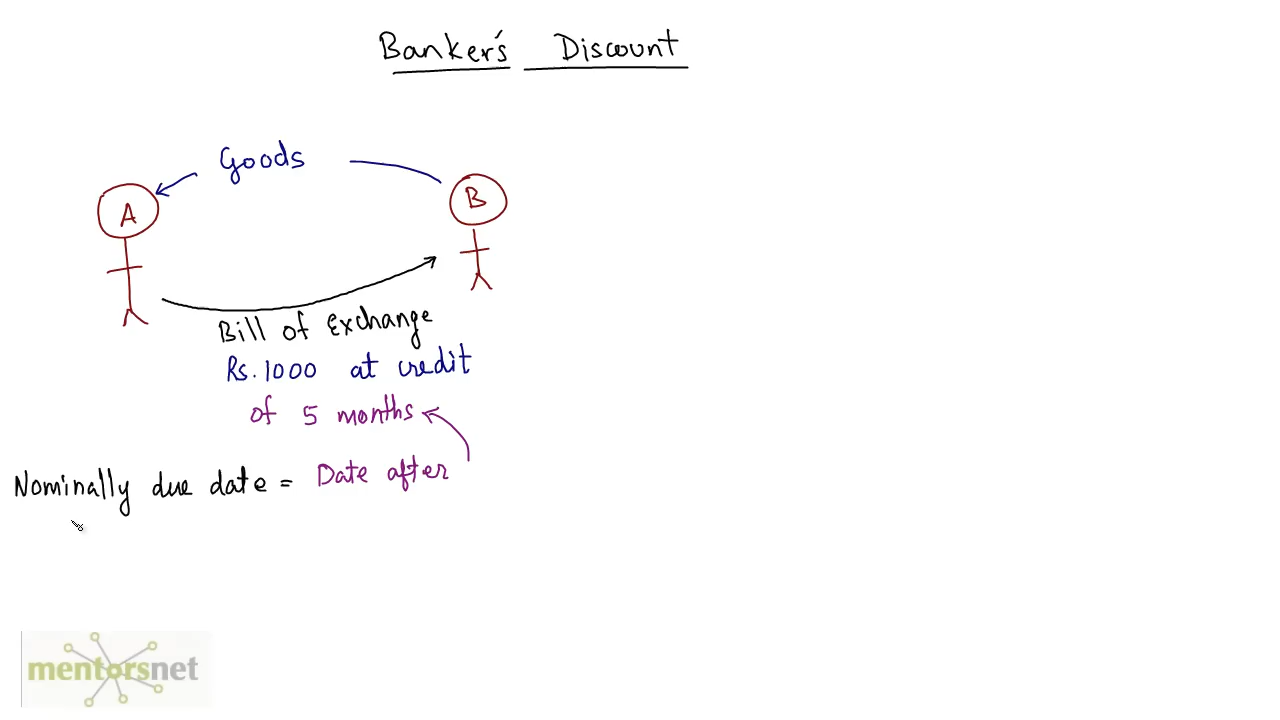 Banker's Discount
Goods
A
B
Bill of Exchange
Rs. 1000 at credit
of 5 months
Nominally due date = Date after
mentorsnet